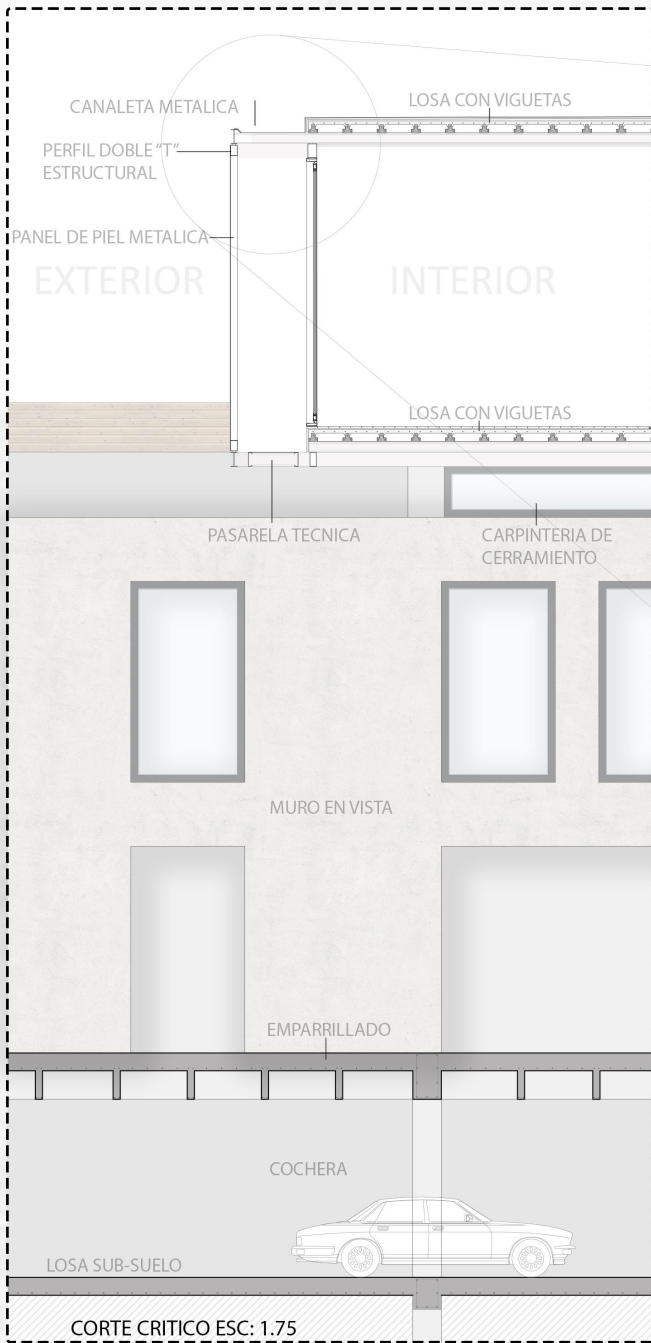 CANALETA METALICA
LOSA CON VIGUETAS
PERFIL DOBLE "T"
ESTRUCTURAL
PANEL DE PIEL METALICA
EXTERIOR
INTERIOR
LOSA CON VIGUETAS
PASARELA TECNICA
CARPINTERIA DE
CERRAMIENTO
MURO EN VISTA
EMPARRILLADO
COCHERA
LOSA SUB-SUELO
CORTE CRITICO ESC: 1.75